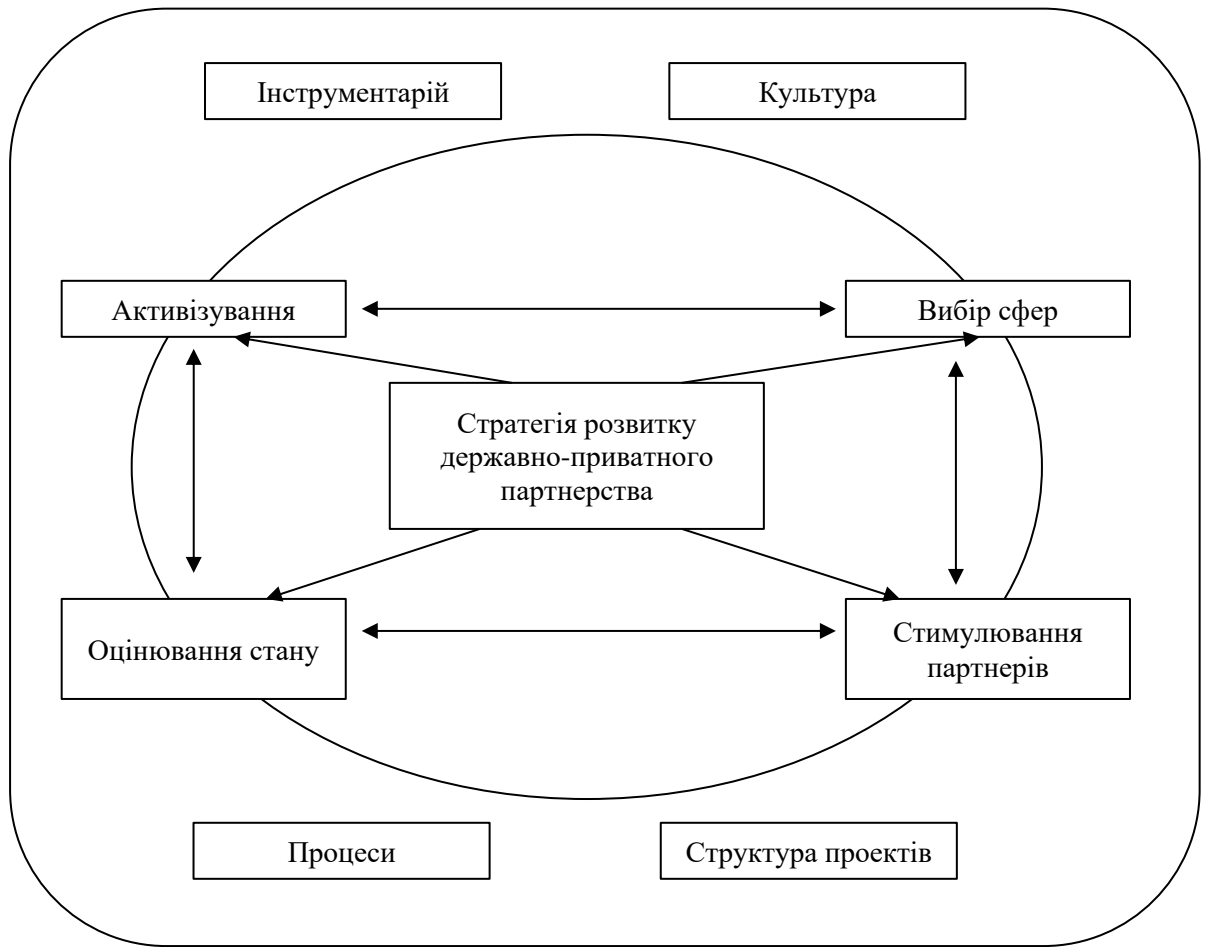 Інструментарій
Культура
Активізування
Вибір сфер
Стратегія розвитку
державно-приватного
партнерства
Оцінювання стану
Стимулювання
партнерів
Процеси
Структура проектів